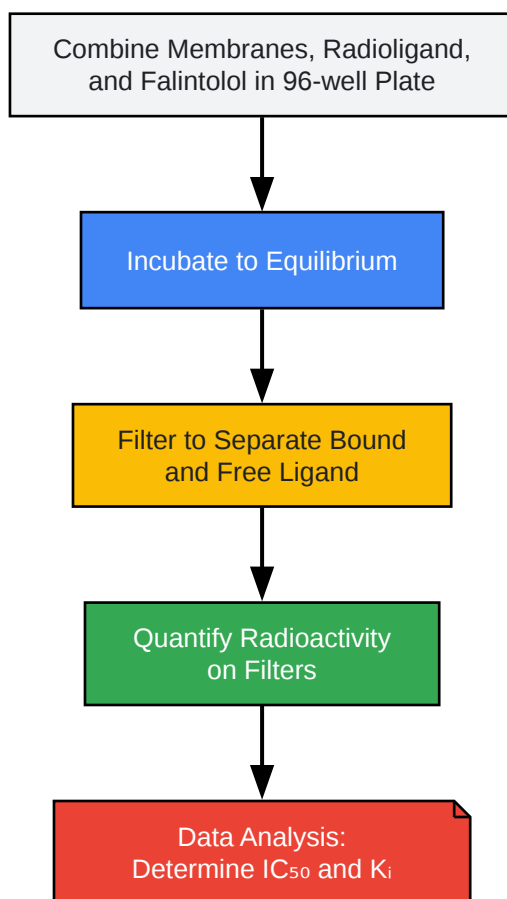 Combine Membranes, Radioligand,
and Falintolol in 96-well Plate
Incubate to Equilibrium
Filter to Separate Bound
and Free Ligand
Quantify Radioactivity
on Filters
Data Analysis:
Determine IC₅₀ and Kᵢ